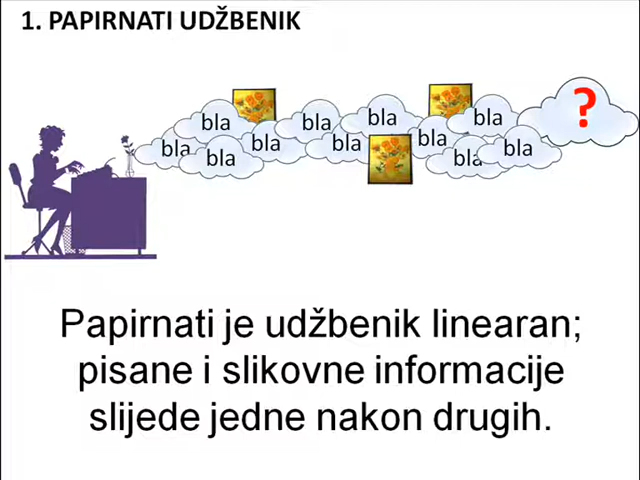 1. PAPIRNATI UDŽBENIK
?
bla bla bla bla
bla bla bla bla
bla bla bla
Papirnati je udžbenik linearan;
pisane i slikovne informacije
slijede jedne nakon drugih.